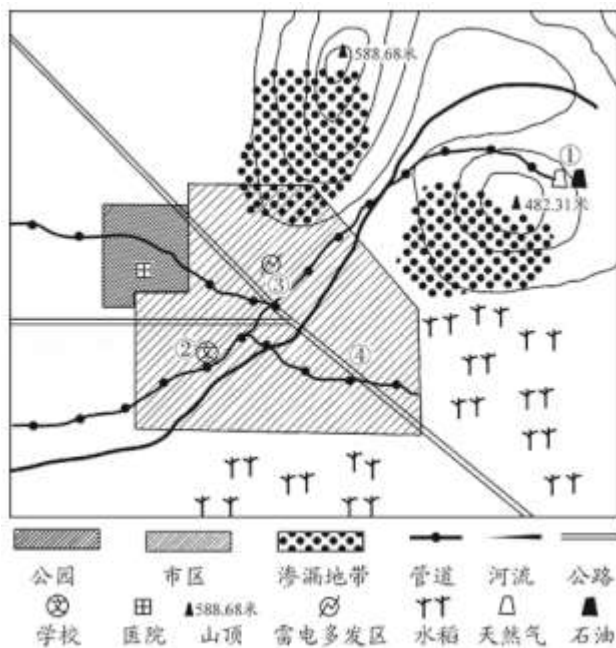 588.68米
①
482.31米
③
②
文
④
公园 市区 渗漏地带 管道 河流 公路
文 588.68米
学校 医院 山顶 雷电多发区 水稻 天然气 石油